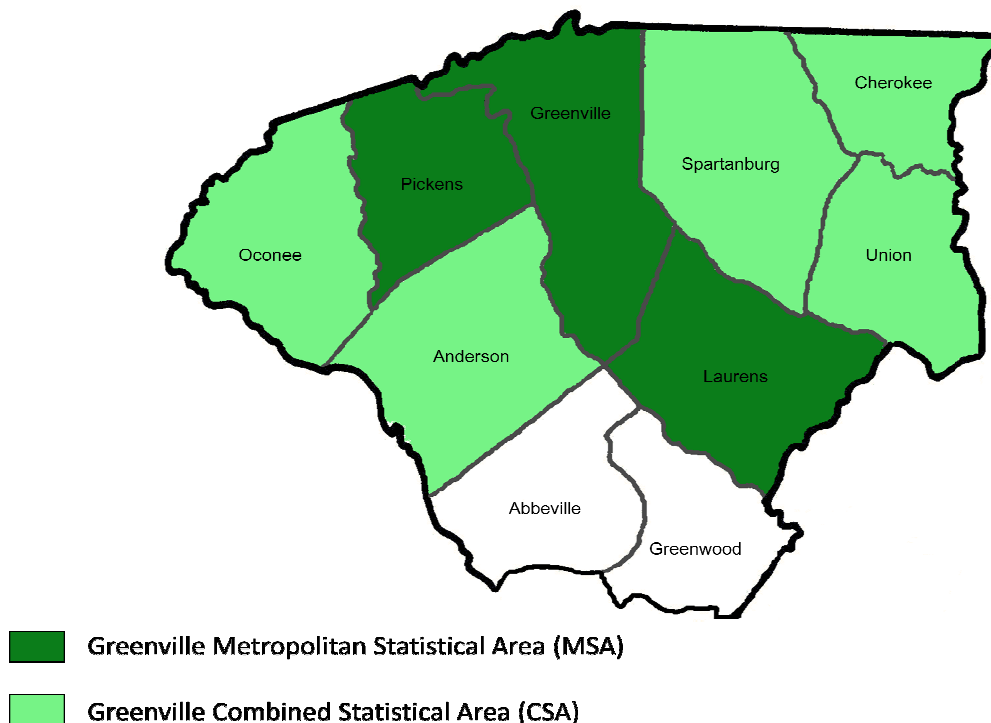 Cherokee
Greenville
Spartanburg
Pickens
Oconee
Union
Anderson
Laurens
Abbeville
Greenwood
Greenville Metropolitan Statistical Area (MSA)
Greenville Combined Statistical Area (CSA)